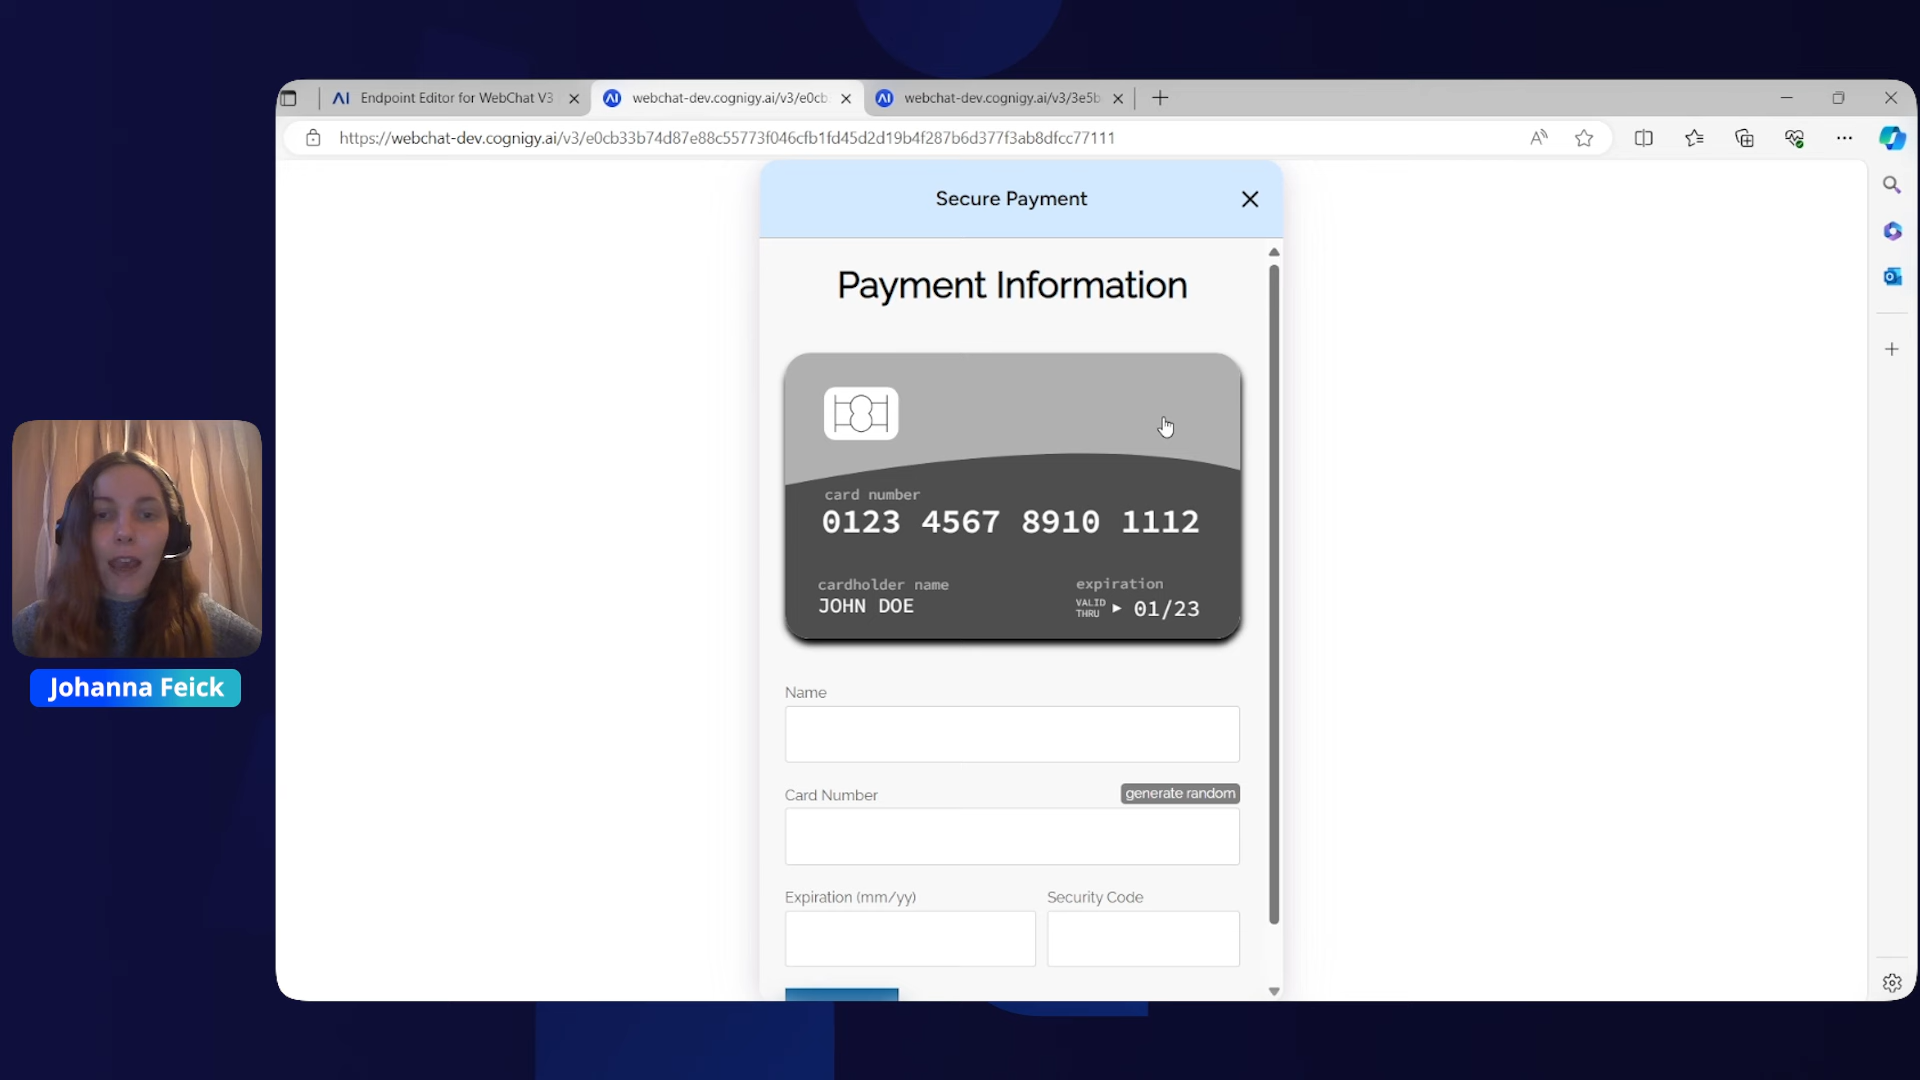 Endpoint Editor for WebChat V3
webchat-dev.cognigy.ai/v3/e0cb
webchat-dev.cognigy.ai/v3/3e5b
https://webchat-dev.cognigy.ai/v3/e0cb33b74d87e88c55773f046cfb1fd45d2d19b4f287b6d377f3ab8dfcc77111
Secure Payment
Payment Information
card number
0123 4567 8910 1112
cardholder name
expiration
JOHN DOE
VALID
THRU
01/23
Johanna Feick
Name
Card Number
generate random
Expiration (mm/yy)
Security Code